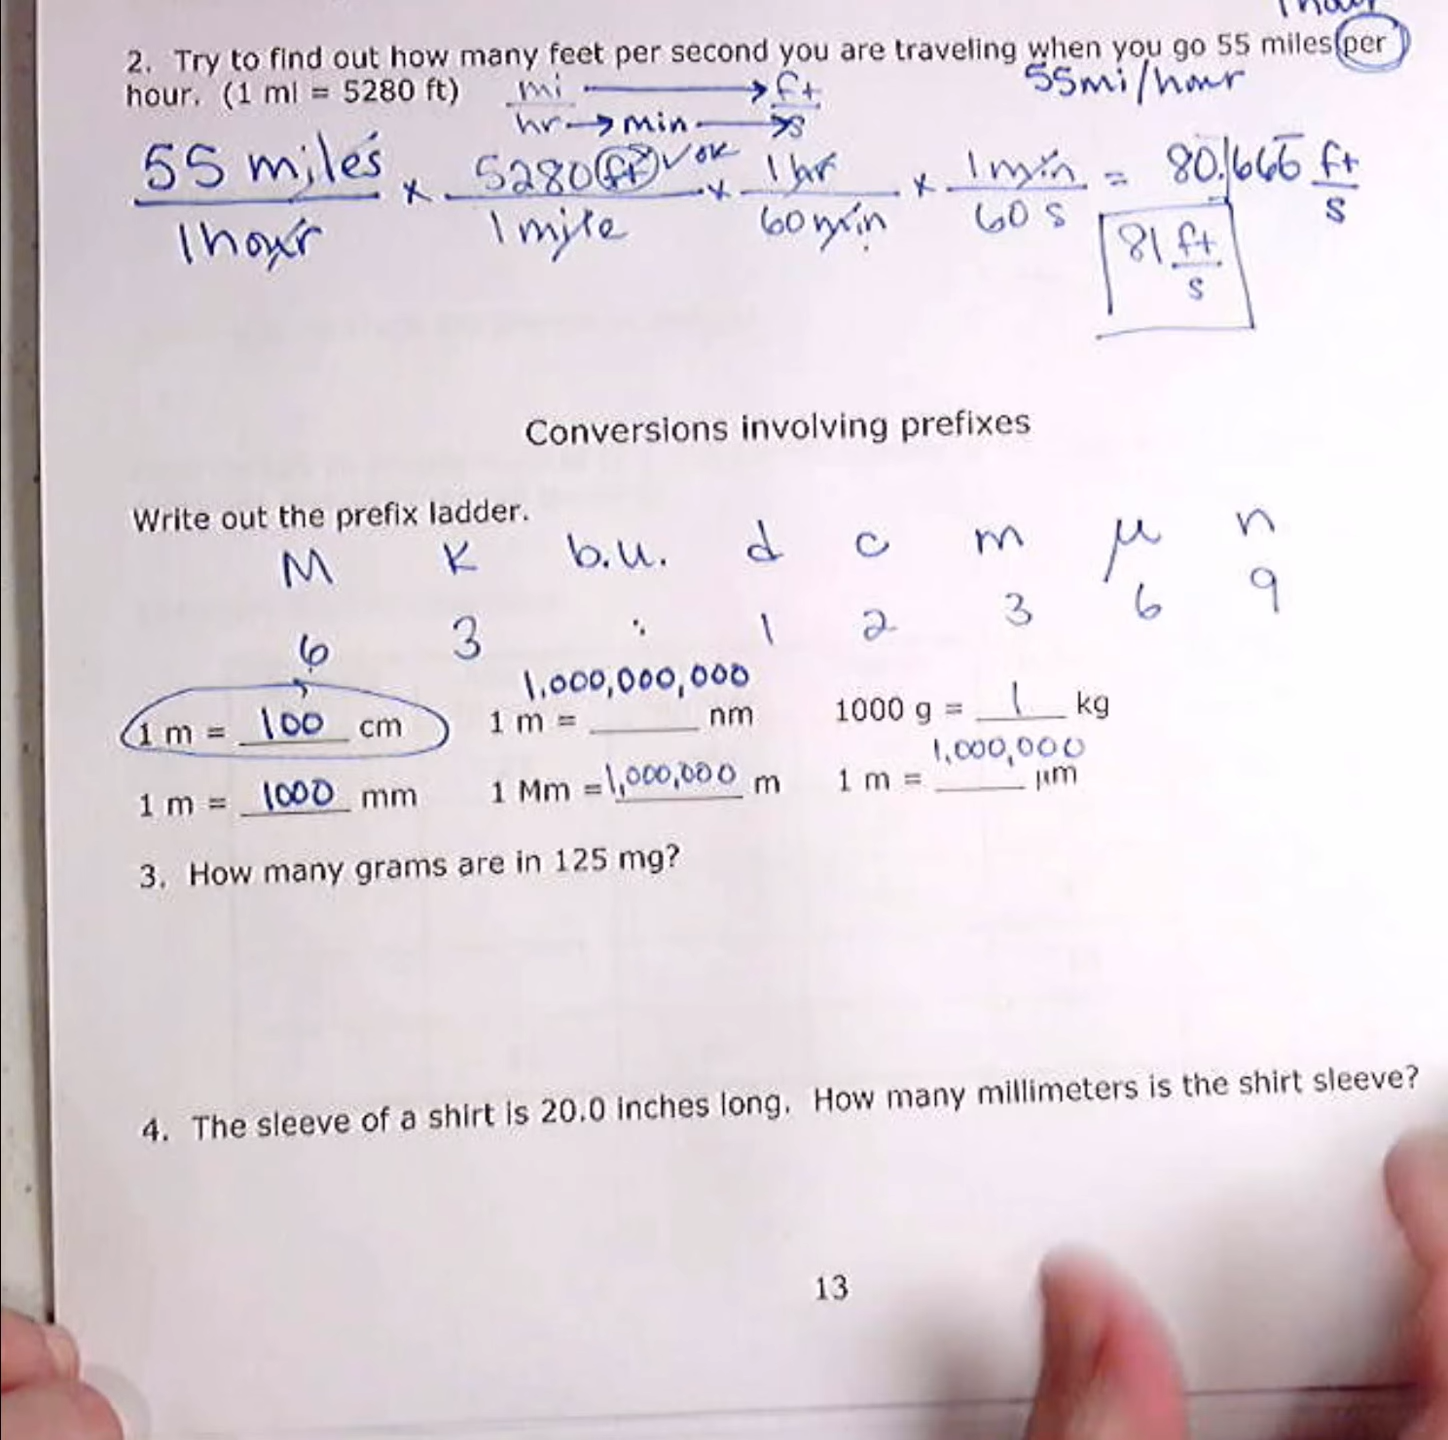 1 hour
2. Try to find out how many feet per second you are traveling when you go 55 miles per
hour. (1 mi = 5280 ft) mi → ft 55mi/hour
hr → min → s
55 miles × 5280 ft ✓ok × 1 hr × 1 min = 80.1666 ft
1 hour 1 mile 60 min 60 s s
81 ft
s
Conversions involving prefixes
Write out the prefix ladder.
M K b.u. d c m μ n
6 3 : 1 2 3 6 9
1,000,000,000
1 m = 100 cm 1 m = ______ nm 1000 g = 1 kg
1,000,000
1 m = 1000 mm 1 Mm = 1,000,000 m 1 m = _____ μm
3. How many grams are in 125 mg?
4. The sleeve of a shirt is 20.0 inches long. How many millimeters is the shirt sleeve?
13